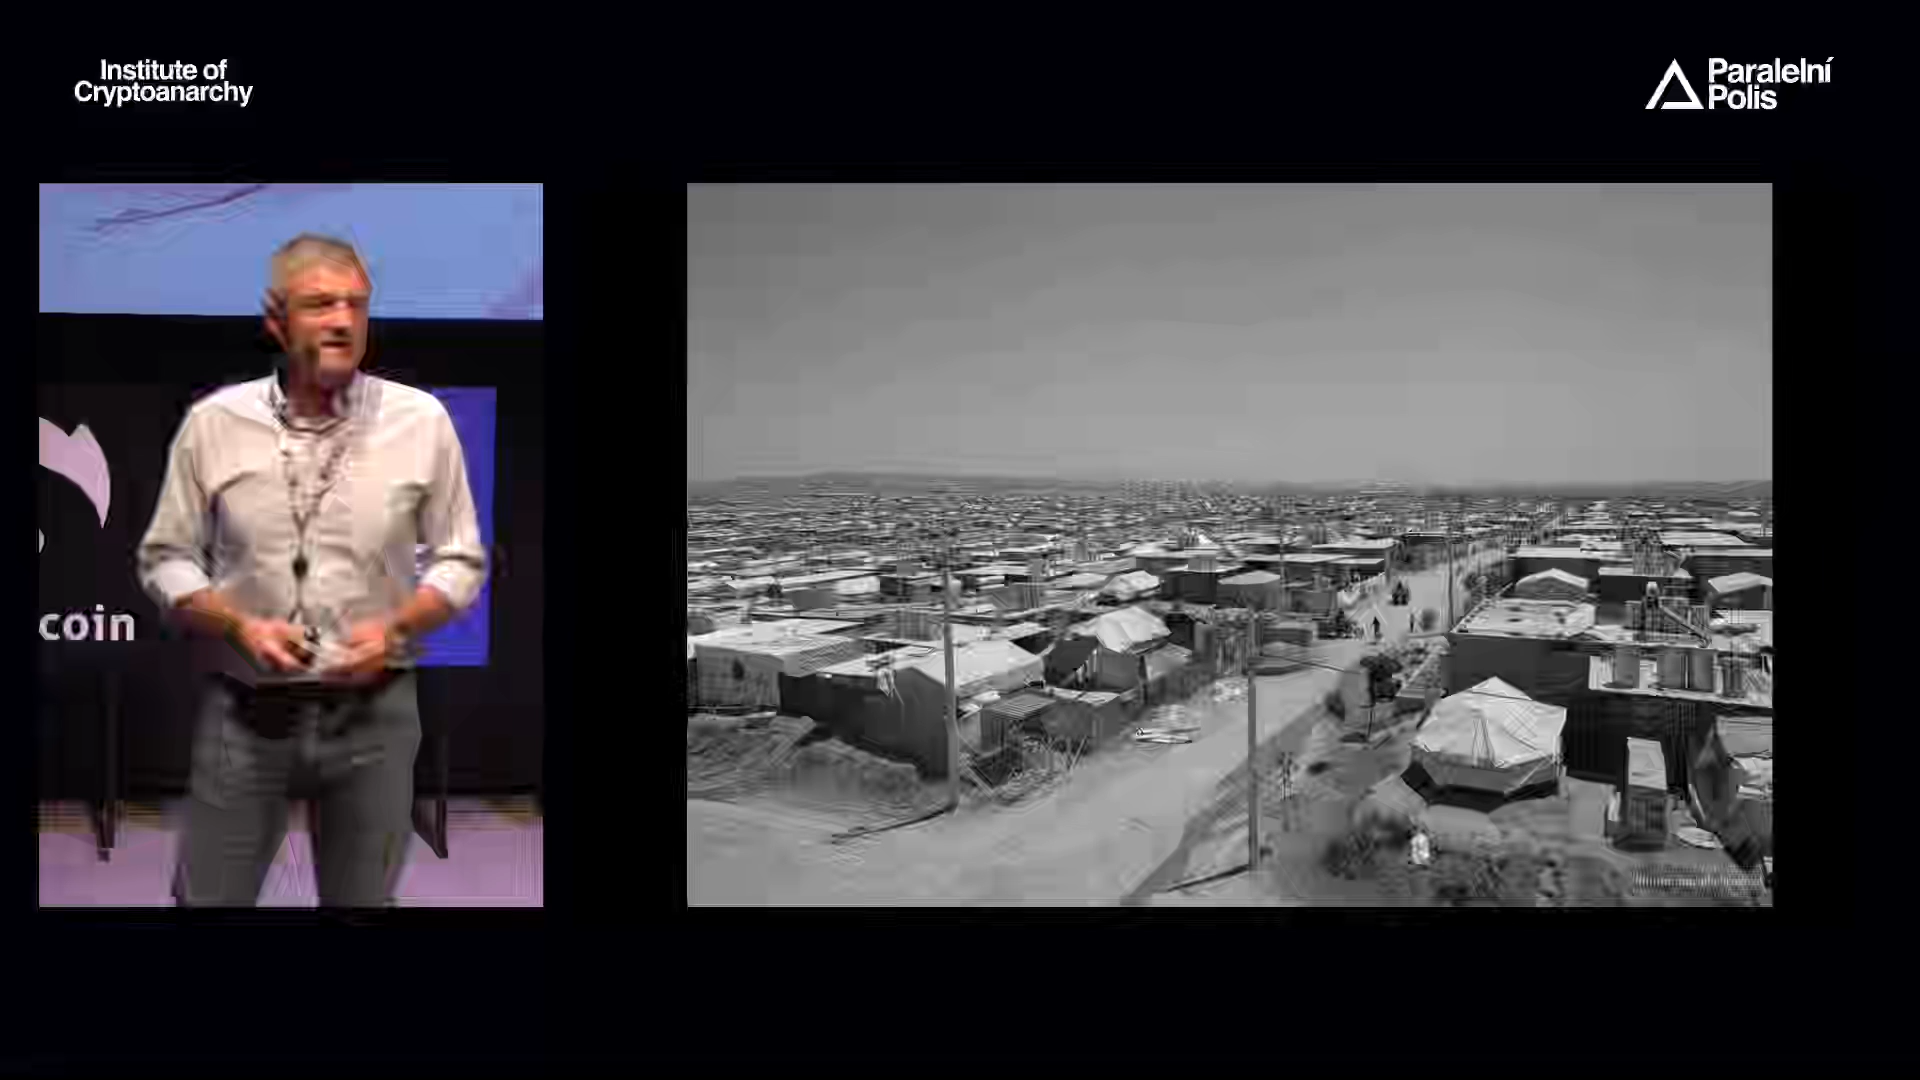 Institute of
Cryptoanarchy
Paralelní
Polis
coin